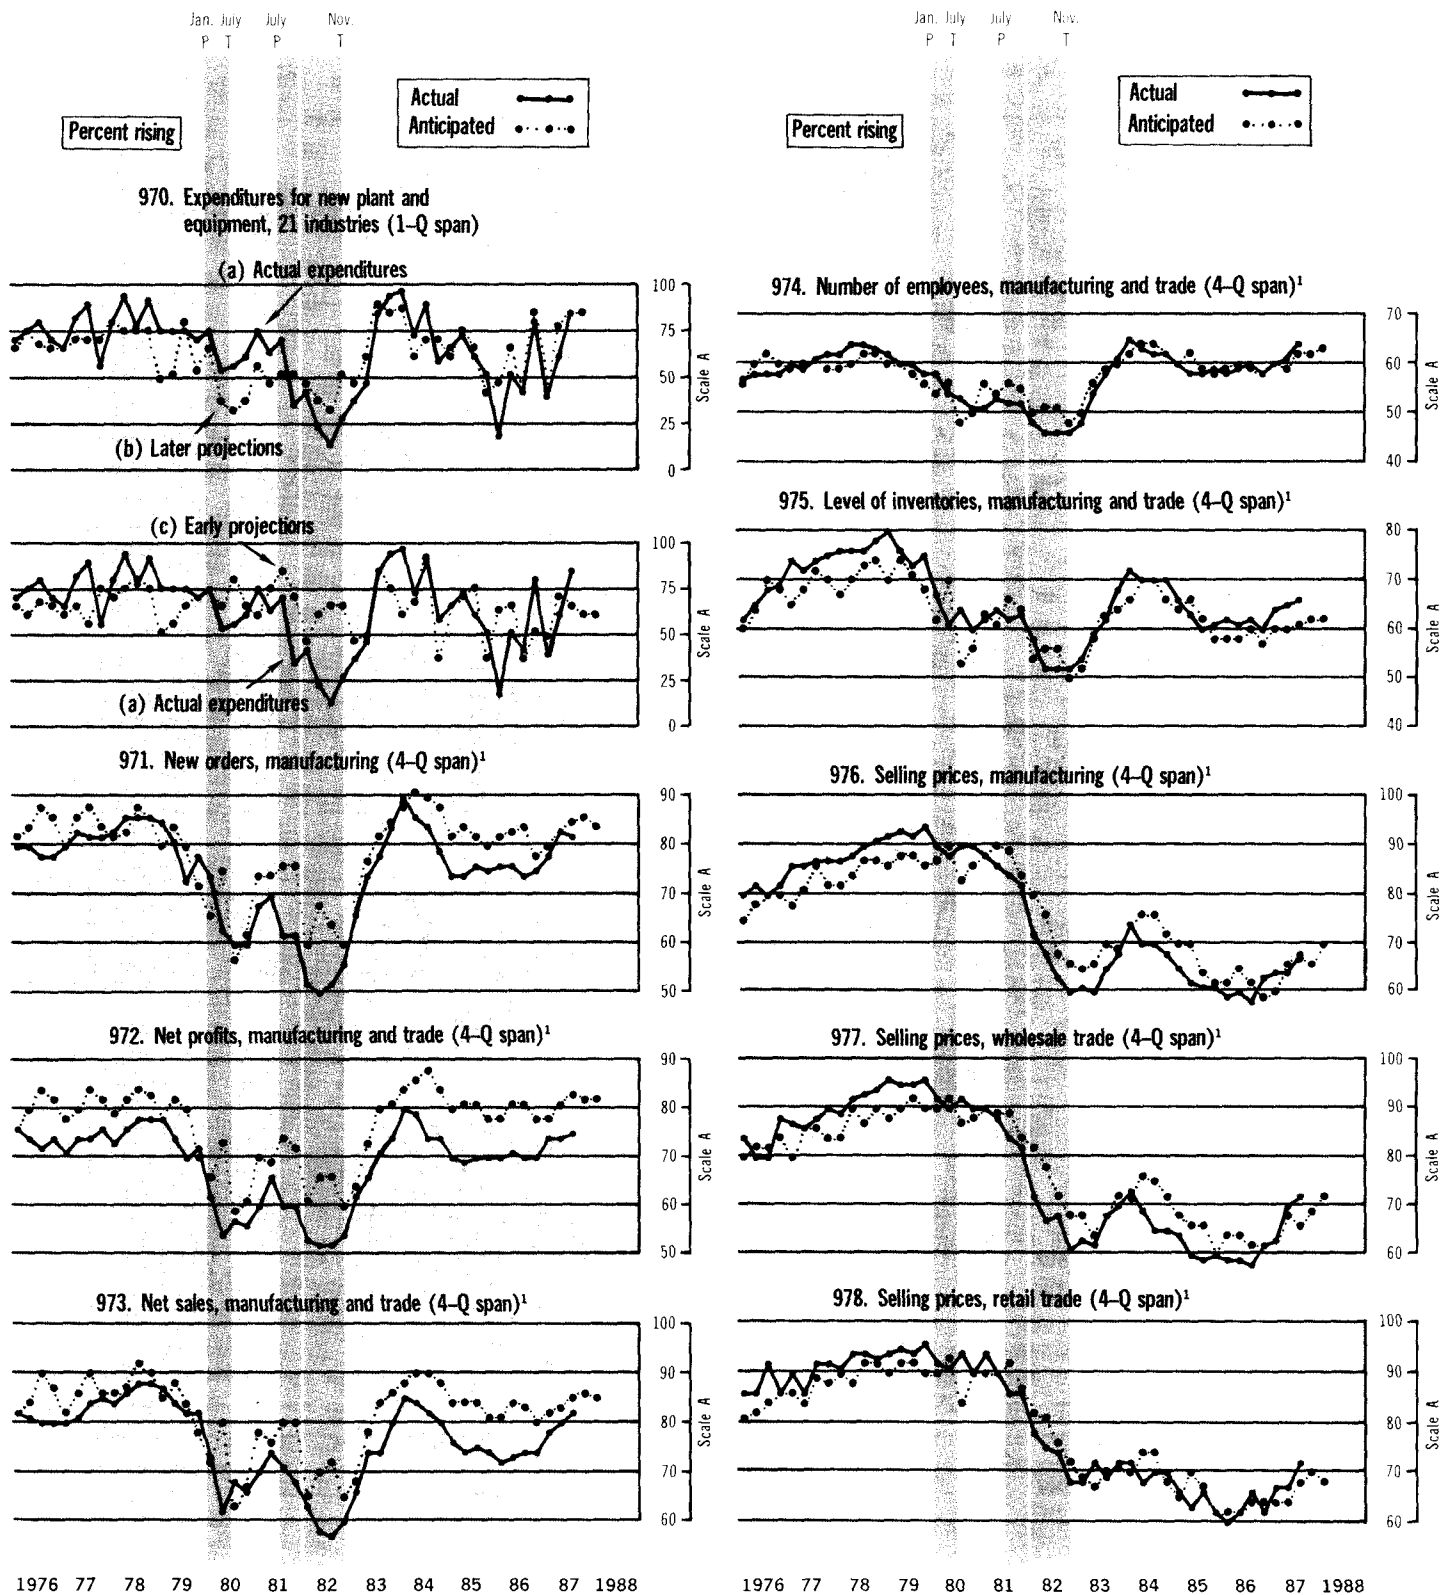 Jan. July July Nov.
P T P T
Actual
Anticipated
Percent rising
970. Expenditures for new plant and
equipment, 21 industries (1–Q span)
(a) Actual expenditures
(b) Later projections
100
75
50
25
0
Scale A
(c) Early projections
(a) Actual expenditures
100
75
50
25
0
Scale A
971. New orders, manufacturing (4–Q span)¹
90
80
70
60
50
Scale A
972. Net profits, manufacturing and trade (4–Q span)¹
90
80
70
60
50
Scale A
973. Net sales, manufacturing and trade (4–Q span)¹
100
90
80
70
60
Scale A
1976 77 78 79 80 81 82 83 84 85 86 87 1988
Jan. July July Nov.
P T P T
Actual
Anticipated
Percent rising
974. Number of employees, manufacturing and trade (4–Q span)¹
70
60
50
40
Scale A
975. Level of inventories, manufacturing and trade (4–Q span)¹
80
70
60
50
40
Scale A
976. Selling prices, manufacturing (4–Q span)¹
100
90
80
70
60
Scale A
977. Selling prices, wholesale trade (4–Q span)¹
100
90
80
70
60
Scale A
978. Selling prices, retail trade (4–Q span)¹
100
90
80
70
60
Scale A
1976 77 78 79 80 81 82 83 84 85 86 87 1988